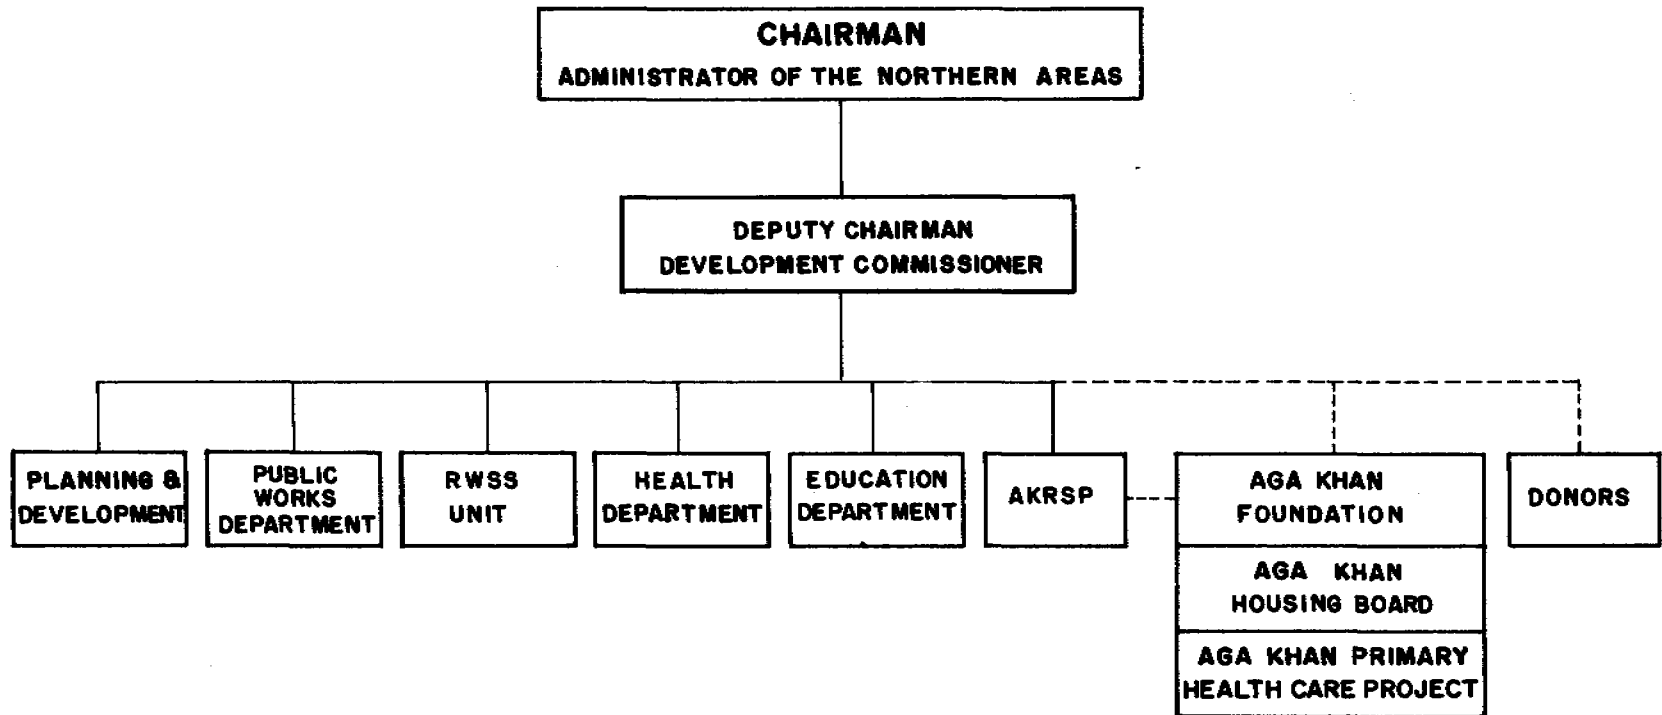 CHAIRMAN
ADMINISTRATOR OF THE NORTHERN AREAS
DEPUTY CHAIRMAN
DEVELOPMENT COMMISSIONER
PLANNING &
DEVELOPMENT
PUBLIC
WORKS
DEPARTMENT
RWSS
UNIT
HEALTH
DEPARTMENT
EDUCATION
DEPARTMENT
AKRSP
AGA KHAN
FOUNDATION
AGA KHAN
HOUSING BOARD
AGA KHAN PRIMARY
HEALTH CARE PROJECT
DONORS